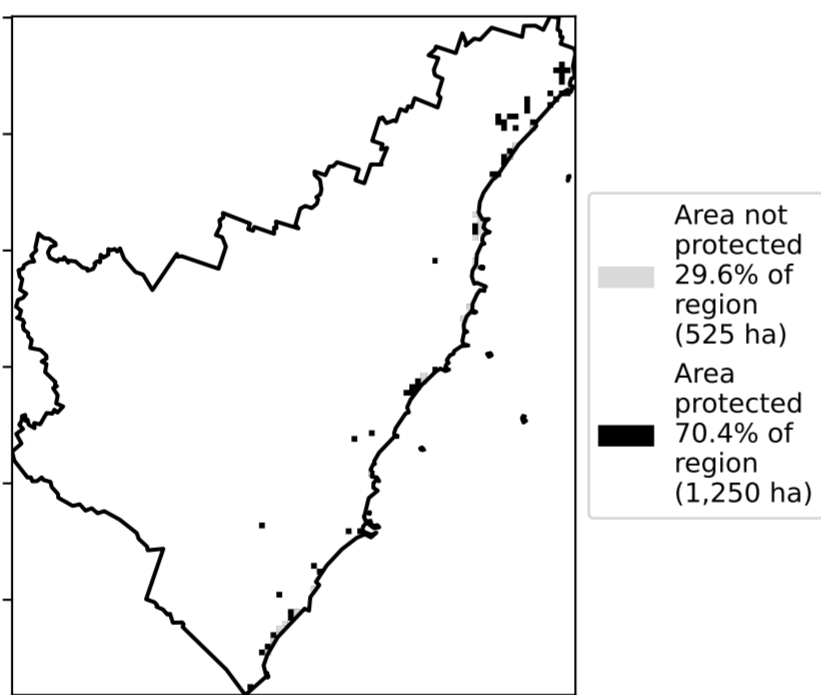 Area not
protected
29.6% of
region
(525 ha)
Area
protected
70.4% of
region
(1,250 ha)